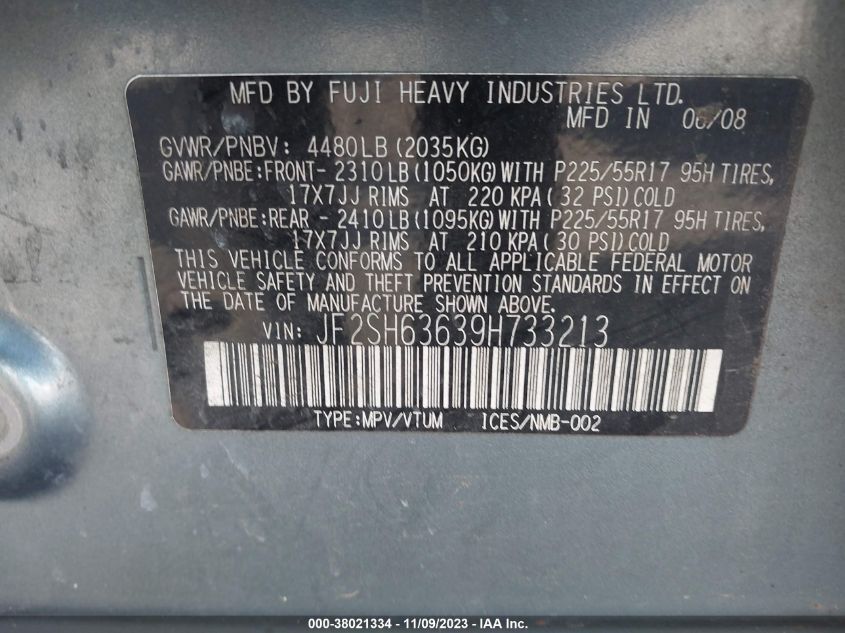 MFD BY FUJI HEAVY INDUSTRIES LTD.
MFD IN 06/08
GVWR/PNBV: 4480LB(2035KG)
GAWR/PNBE:FRONT- 2310LB(1050KG)WITH P225/55R17 95H TIRES,
17X7JJ RIMS AT 220 KPA( 32 PSI)COLD
GAWR/PNBE:REAR - 2410LB(1095KG)WITH P225/55R17 95H TIRES,
17X7JJ RIMS AT 210 KPA( 30 PSI)COLD
THIS VEHICLE CONFORMS TO ALL APPLICABLE FEDERAL MOTOR
VEHICLE SAFETY AND THEFT PREVENTION STANDARDS IN EFFECT ON
THE DATE OF MANUFACTURE SHOWN ABOVE.
VIN: JF2SH63639H733213
TYPE:MPV/VTUM ICES/NMB-002
000-38021334 - 11/09/2023 - IAA Inc.